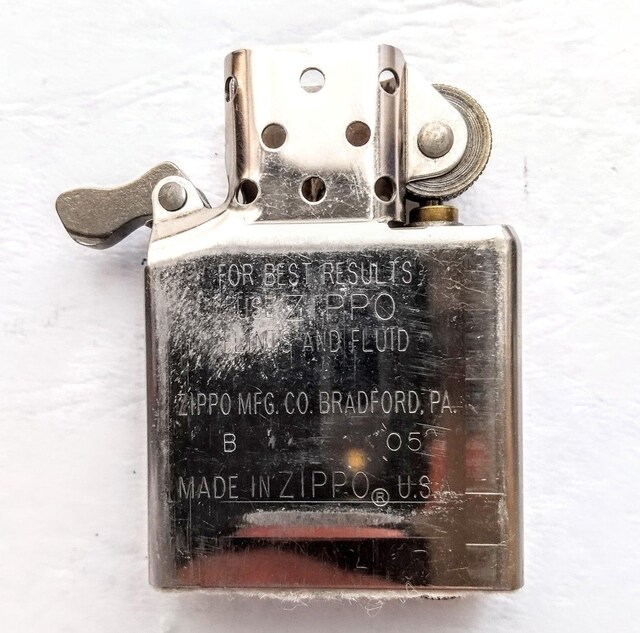 FOR BEST RESULTS
USE ZIPPO
FLINTS AND FLUID
ZIPPO MFG. CO. BRADFORD, PA.
B 05
MADE IN ZIPPO® U.S.A.